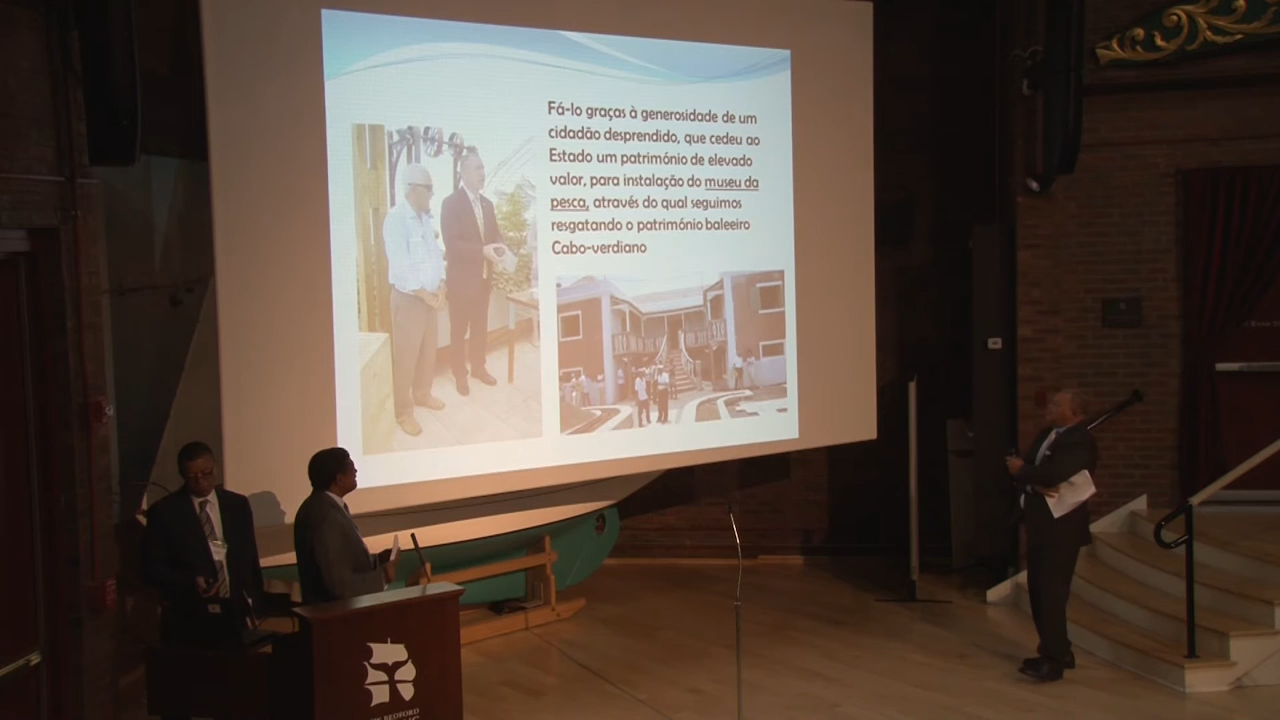 Fá-lo graças à generosidade de um
cidadão desprendido, que cedeu ao
Estado um património de elevado
valor, para instalação do museu da
pesca, através do qual seguimos
resgatando o património baleeiro
Cabo-verdiano
BEDFORD